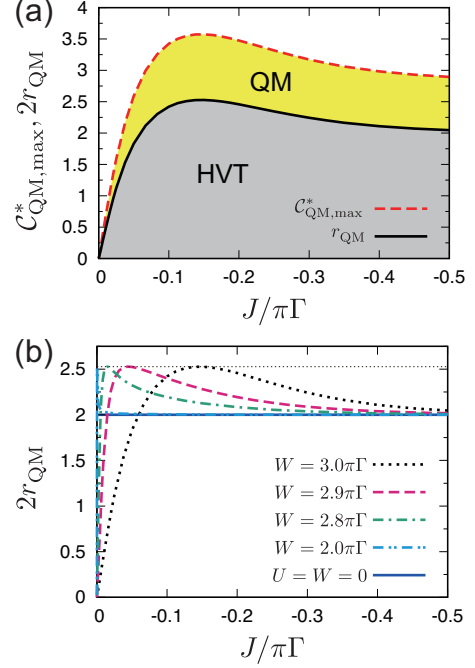 (a)
C*QM,max, 2rQM
4
3.5
3
2.5
2
1.5
1
0.5
0
QM
HVT
C*QM,max
rQM
0 -0.1 -0.2 -0.3 -0.4 -0.5
J/πΓ
(b)
2rQM
2.5
2
1.5
1
0.5
0
W = 3.0πΓ
W = 2.9πΓ
W = 2.8πΓ
W = 2.0πΓ
U = W = 0
0 -0.1 -0.2 -0.3 -0.4 -0.5
J/πΓ